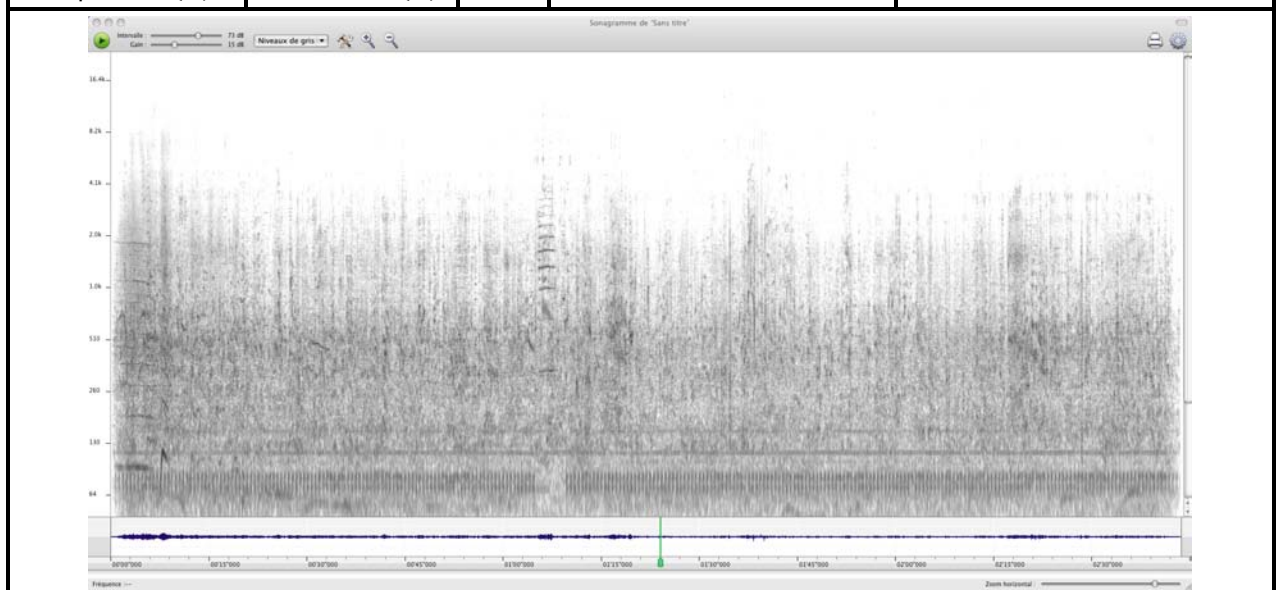 Sonagramme de 'Sans titre'
Intervalle : 73 dB
Gain : 15 dB
Niveaux de gris
16.4k
8.2k
4.1k
2.0k
1.0k
510
260
130
64
00'00"000 00'15"000 00'30"000 00'45"000 01'00"000 01'15"000 01'30"000 01'45"000 02'00"000 02'15"000 02'30"000
Fréquence :-- Zoom horizontal :